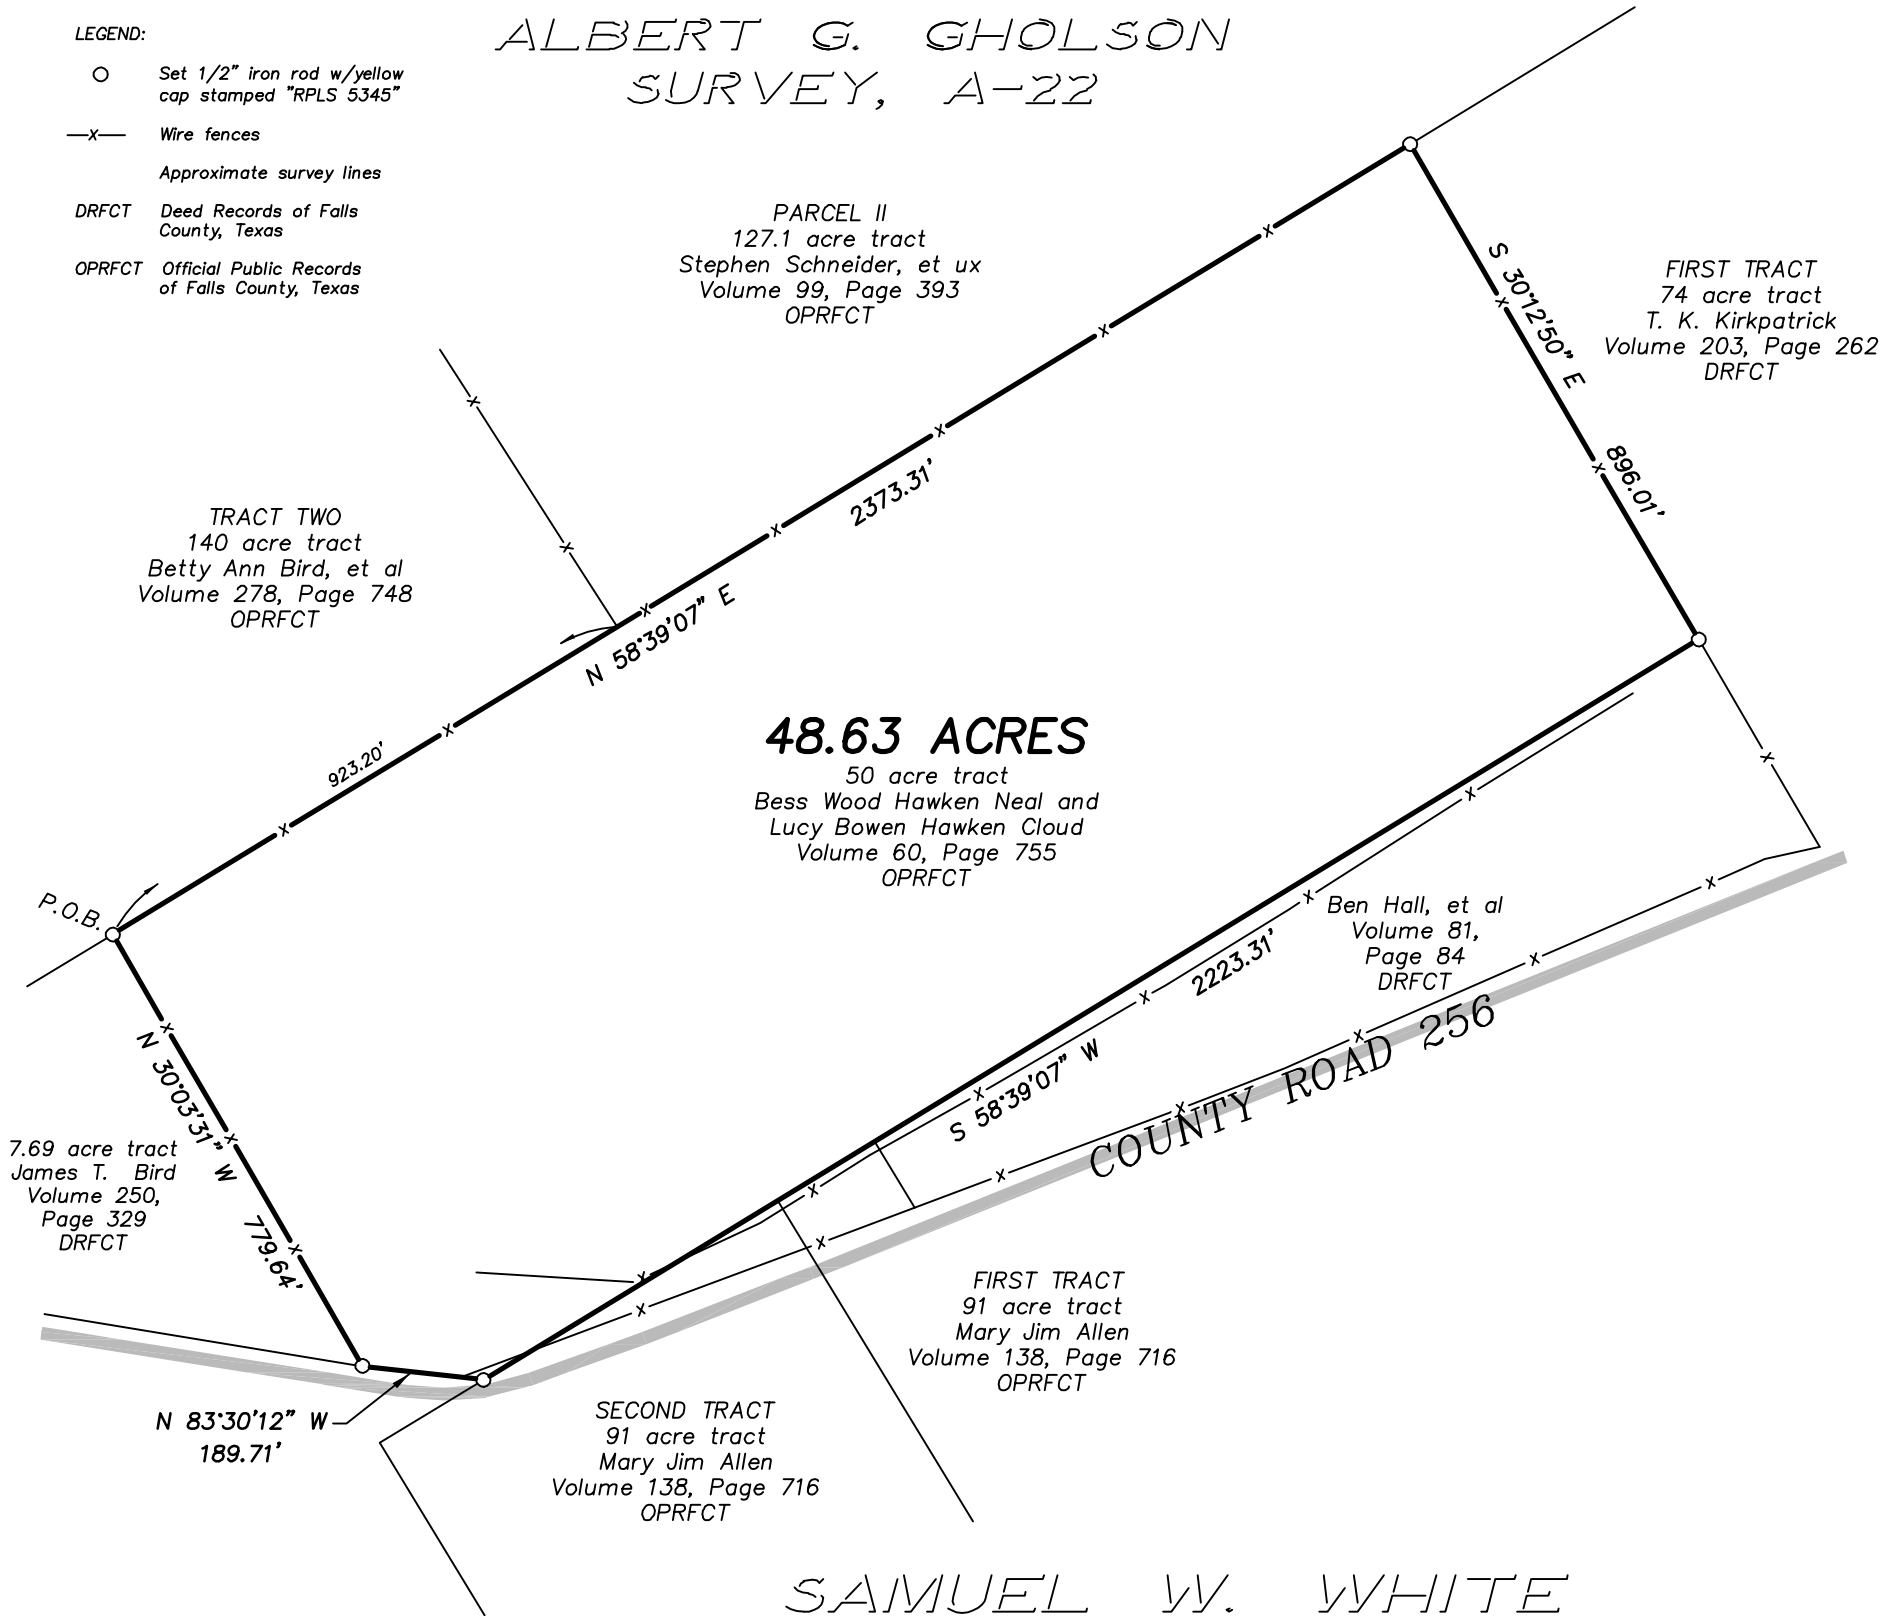 ALBERT G. GHOLSON
SURVEY, A-22
LEGEND:
Set 1/2" iron rod w/yellow
cap stamped "RPLS 5345"
x
Wire fences
Approximate survey lines
DRFCT Deed Records of Falls
County, Texas
OPRFCT Official Public Records
of Falls County, Texas
PARCEL II
127.1 acre tract
Stephen Schneider, et ux
Volume 99, Page 393
OPRFCT
S 30°12'50" E
896.01'
FIRST TRACT
74 acre tract
T. K. Kirkpatrick
Volume 203, Page 262
DRFCT
TRACT TWO
140 acre tract
Betty Ann Bird, et al
Volume 278, Page 748
OPRFCT
2373.31'
N 58°39'07" E
923.20'
48.63 ACRES
50 acre tract
Bess Wood Hawken Neal and
Lucy Bowen Hawken Cloud
Volume 60, Page 755
OPRFCT
P.O.B.
Ben Hall, et al
Volume 81,
Page 84
DRFCT
2223.31'
S 58°39'07" W
COUNTY ROAD 256
N 30°03'31" W
779.64'
7.69 acre tract
James T. Bird
Volume 250,
Page 329
DRFCT
FIRST TRACT
91 acre tract
Mary Jim Allen
Volume 138, Page 716
OPRFCT
N 83°30'12" W
189.71'
SECOND TRACT
91 acre tract
Mary Jim Allen
Volume 138, Page 716
OPRFCT
SAMUEL W. WHITE